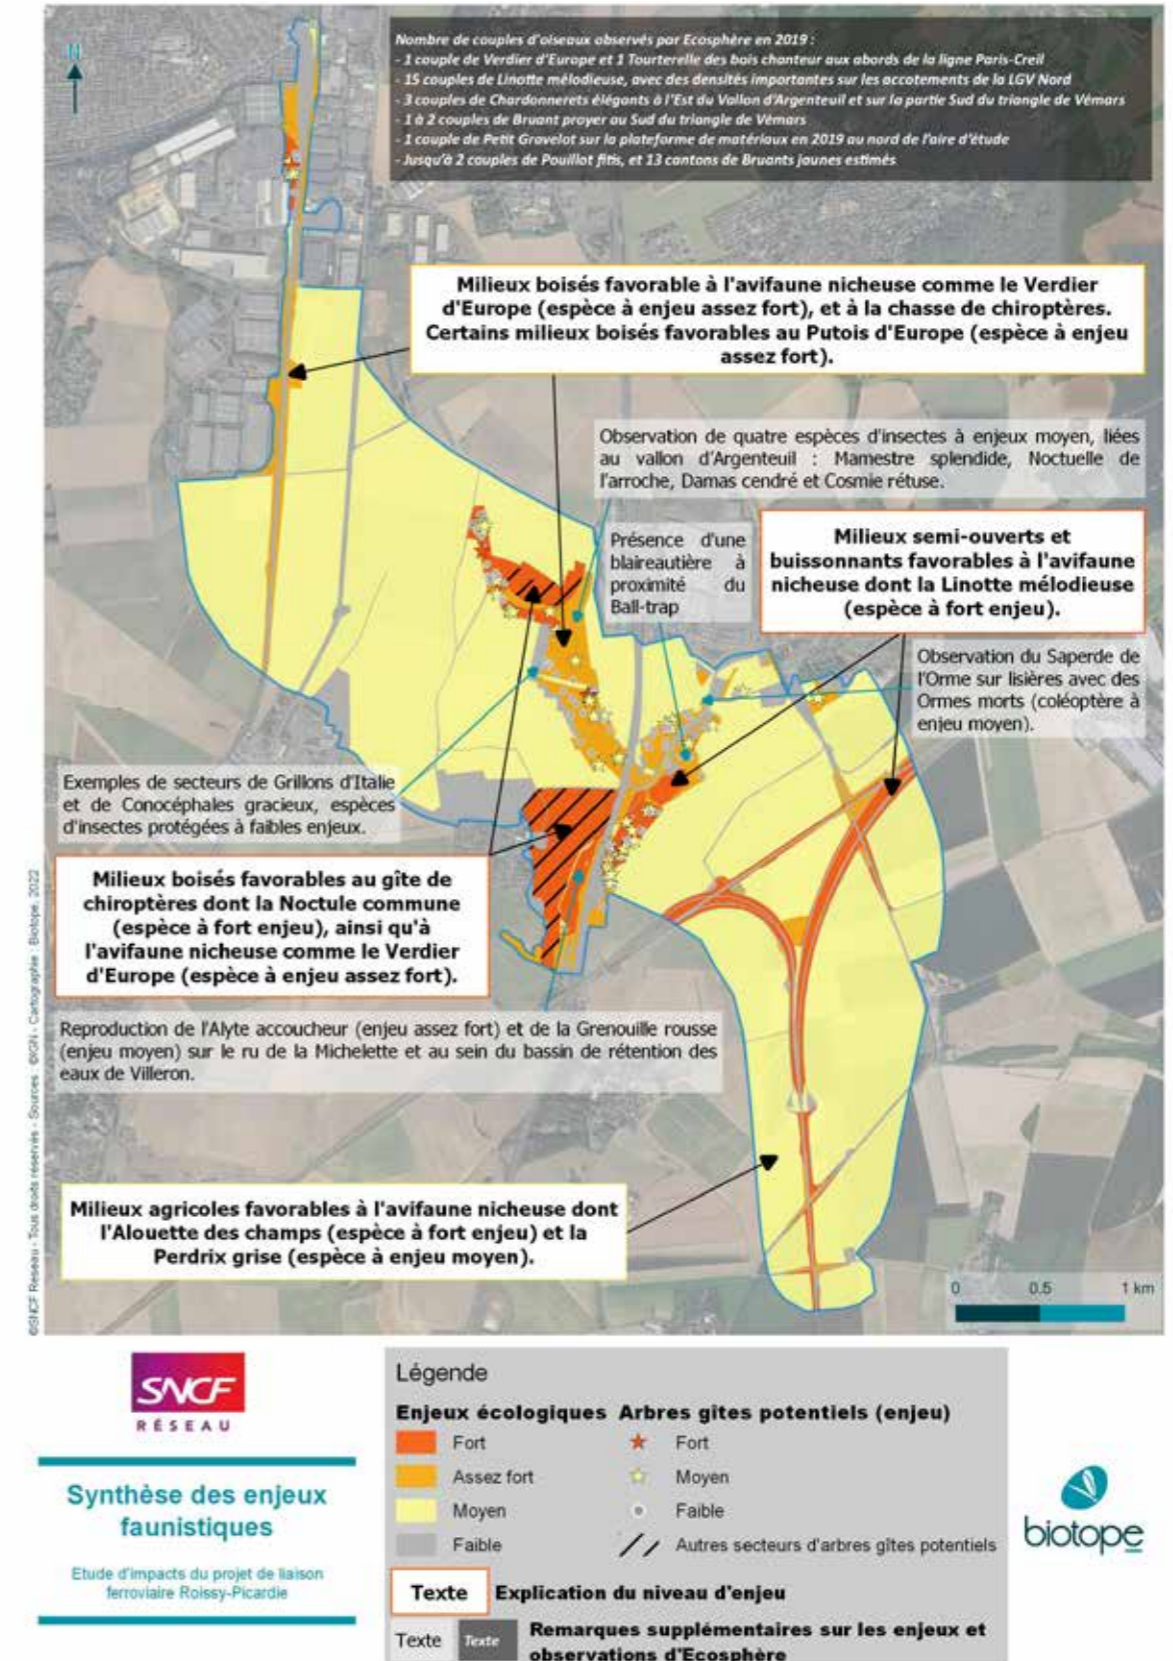 N
Nombre de couples d'oiseaux observés par Ecosphère en 2019 :
- 1 couple de Verdier d'Europe et 1 Tourterelle des bois chanteur aux abords de la ligne Paris-Creil
- 15 couples de Linotte mélodieuse, avec des densités importantes sur les accotements de la LGV Nord
- 3 couples de Chardonnerets élégants à l'Est du Vallon d'Argenteuil et sur la partie Sud du triangle de Vémars
- 1 à 2 couples de Bruant proyer au Sud du triangle de Vémars
- 1 couple de Petit Gravelot sur la plateforme de matériaux en 2019 au nord de l'aire d'étude
- Jusqu'à 2 couples de Pouillot fitis, et 13 cantons de Bruants jaunes estimés
Milieux boisés favorable à l'avifaune nicheuse comme le Verdier
d'Europe (espèce à enjeu assez fort), et à la chasse de chiroptères.
Certains milieux boisés favorables au Putois d'Europe (espèce à enjeu
assez fort).
Observation de quatre espèces d'insectes à enjeux moyen, liées
au vallon d'Argenteuil : Mamestre splendide, Noctuelle de
l'arroche, Damas cendré et Cosmie rétuse.
Présence d'une
blaireautière à
proximité du
Ball-trap
Milieux semi-ouverts et
buissonnants favorables à l'avifaune
nicheuse dont la Linotte mélodieuse
(espèce à fort enjeu).
Observation du Saperde de
l'Orme sur lisières avec des
Ormes morts (coléoptère à
enjeu moyen).
Exemples de secteurs de Grillons d'Italie
et de Conocéphales gracieux, espèces
d'insectes protégées à faibles enjeux.
Milieux boisés favorables au gîte de
chiroptères dont la Noctule commune
(espèce à fort enjeu), ainsi qu'à
l'avifaune nicheuse comme le Verdier
d'Europe (espèce à enjeu assez fort).
Reproduction de l'Alyte accoucheur (enjeu assez fort) et de la Grenouille rousse
(enjeu moyen) sur le ru de la Michelette et au sein du bassin de rétention des
eaux de Villeron.
Milieux agricoles favorables à l'avifaune nicheuse dont
l'Alouette des champs (espèce à fort enjeu) et la
Perdrix grise (espèce à enjeu moyen).
0 0.5 1 km
©SNCF Reseau - Tous droits réservés - Sources : ©IGN - Cartographie : Biotope, 2022
SNCF
RÉSEAU
Synthèse des enjeux
faunistiques
Etude d'impacts du projet de liaison
ferroviaire Roissy-Picardie
Légende
Enjeux écologiques Arbres gîtes potentiels (enjeu)
Fort Fort
Assez fort Moyen
Moyen Faible
Faible Autres secteurs d'arbres gîtes potentiels
Texte Explication du niveau d'enjeu
Texte Texte Remarques supplémentaires sur les enjeux et
observations d'Ecosphère
biotope